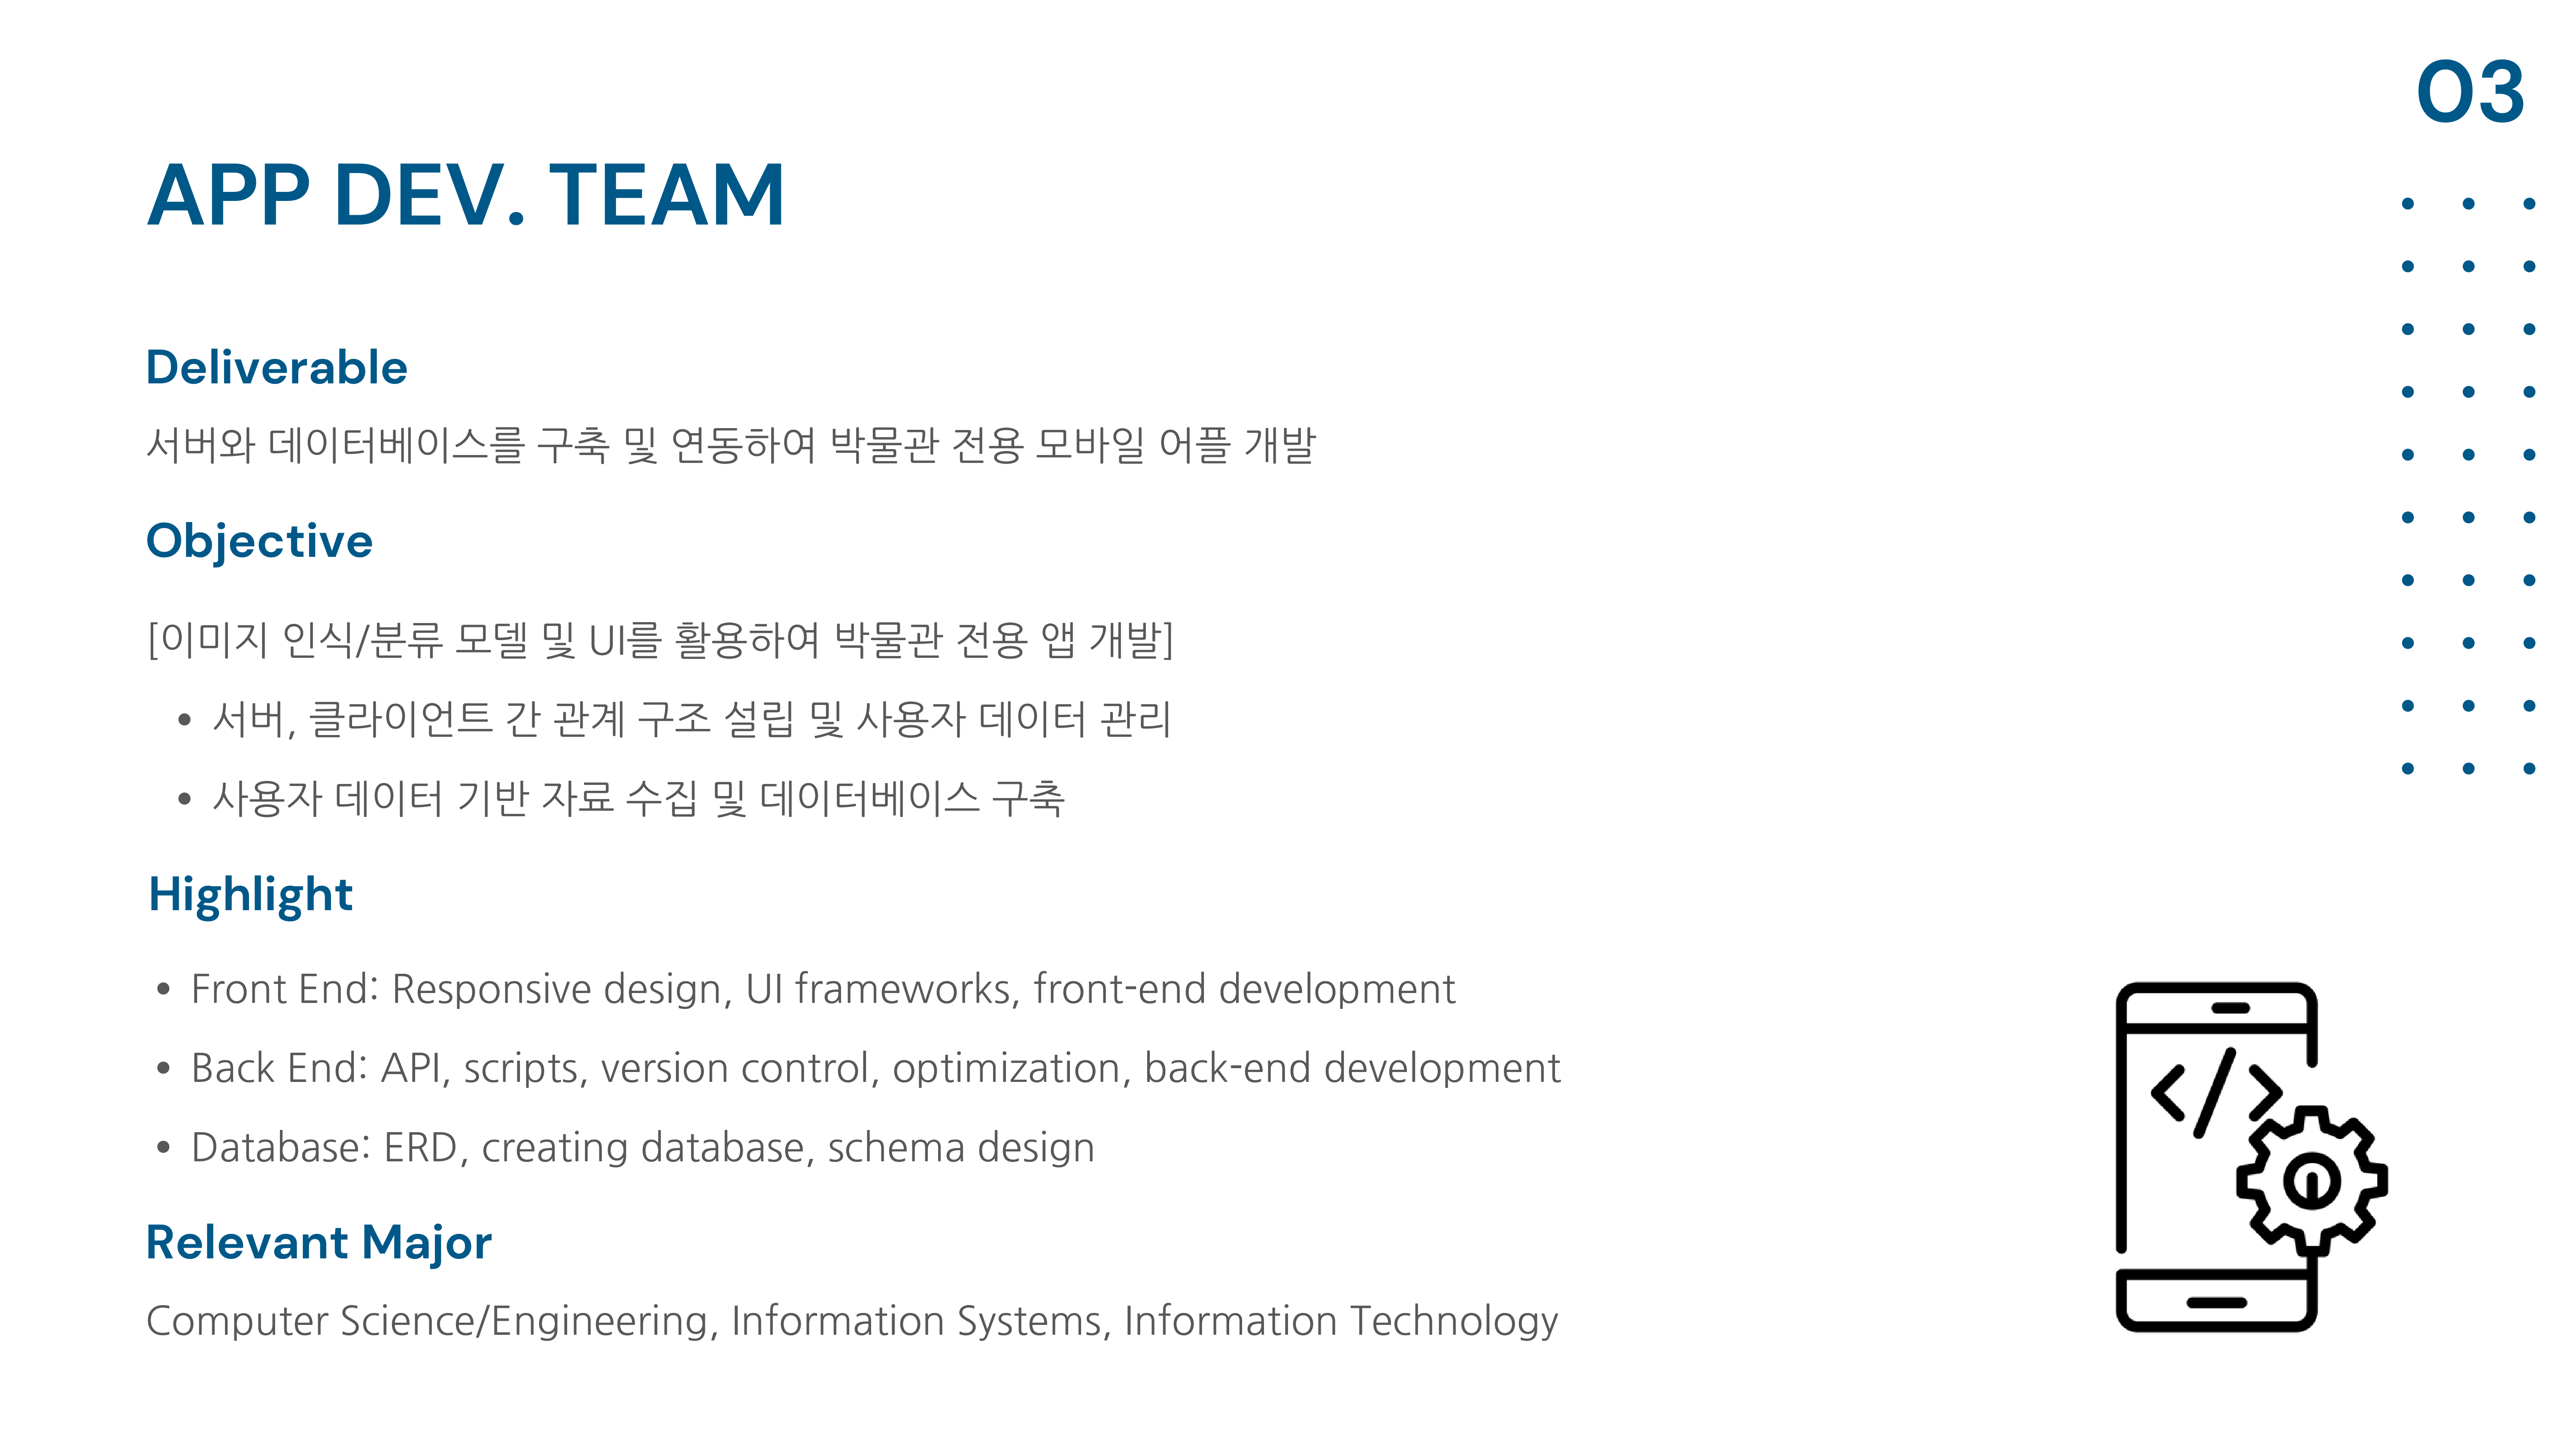 03
APP DEV. TEAM
Deliverable
서버와 데이터베이스를 구축 및 연동하여 박물관 전용 모바일 어플 개발
Objective
[이미지 인식/분류 모델 및 UI를 활용하여 박물관 전용 앱 개발]
• 서버, 클라이언트 간 관계 구조 설립 및 사용자 데이터 관리
• 사용자 데이터 기반 자료 수집 및 데이터베이스 구축
Highlight
• Front End: Responsive design, UI frameworks, front-end development
• Back End: API, scripts, version control, optimization, back-end development
• Database: ERD, creating database, schema design
Relevant Major
Computer Science/Engineering, Information Systems, Information Technology